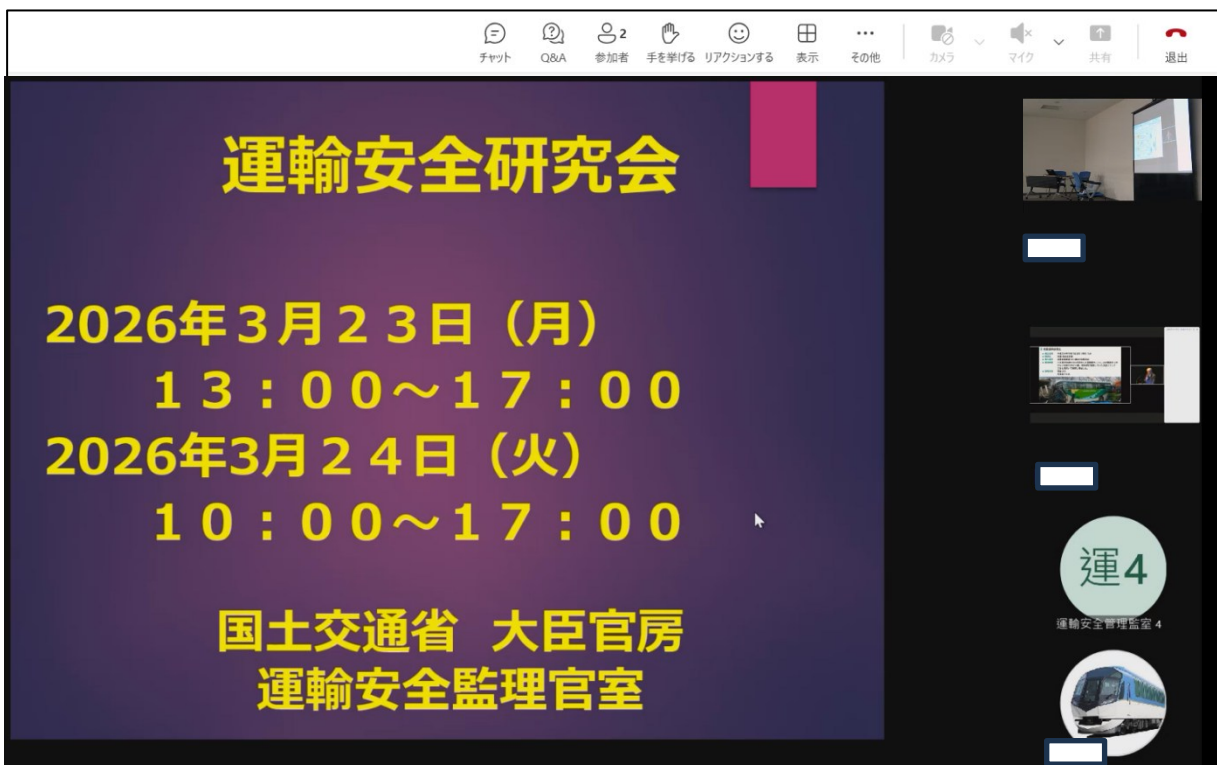 2
チャット
Q&A
参加者
手を挙げる
リアクションする
表示
その他
カメラ
マイク
共有
退出
運輸安全研究会
2026年３月２３日（月）
１３：００～１７：００
2026年3月２４日（火）
１０：００～１７：００
国土交通省 大臣官房
運輸安全監理官室
運4
運輸安全管理監室 4